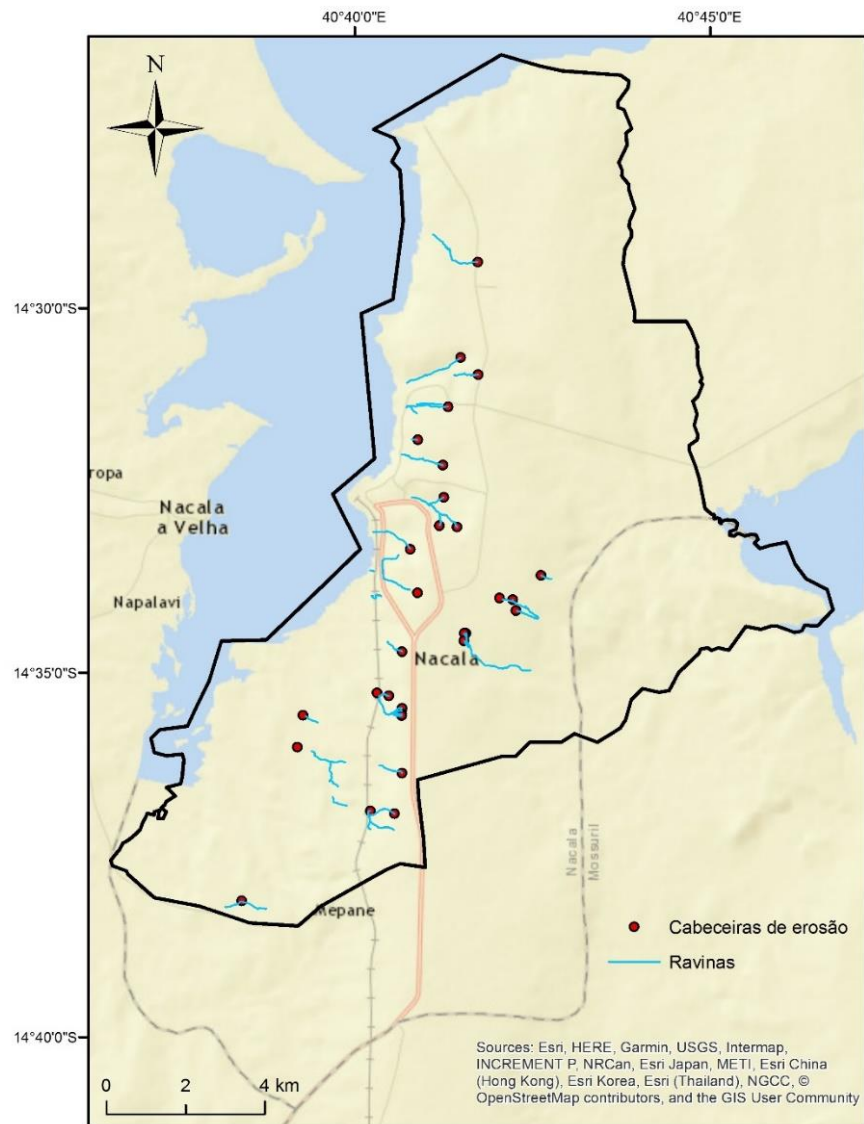 40°40'0"E
40°45'0"E
N
14°30'0"S
ropa
Nacala
a Velha
Napalavi
14°35'0"S
Nacala
Nacala
Mossuril
Mepane
Cabeceiras de erosão
Ravinas
14°40'0"S
0 2 4 km
Sources: Esri, HERE, Garmin, USGS, Intermap,
INCREMENT P, NRCan, Esri Japan, METI, Esri China
(Hong Kong), Esri Korea, Esri (Thailand), NGCC, ©
OpenStreetMap contributors, and the GIS User Community